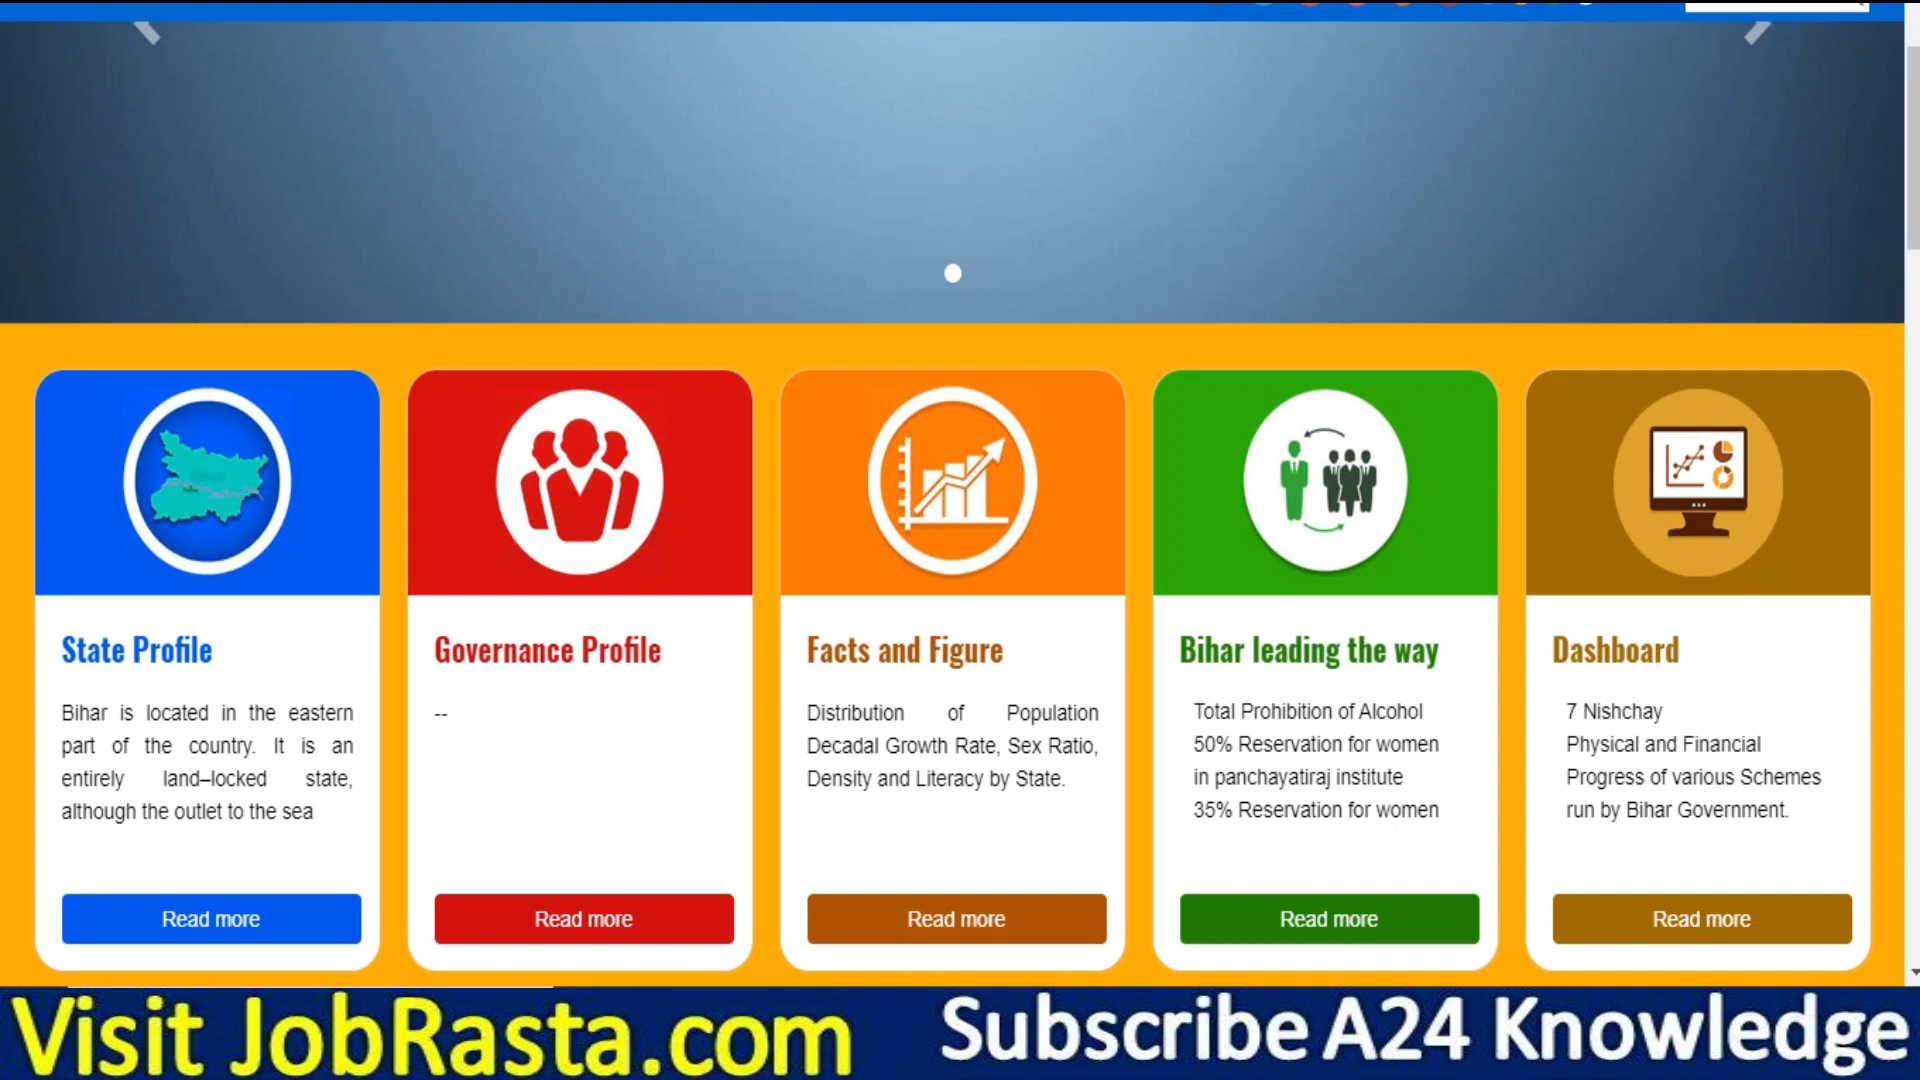 State Profile
Bihar is located in the eastern
part of the country. It is an
entirely land–locked state,
although the outlet to the sea
Read more
Governance Profile
--
Read more
Facts and Figure
Distribution of Population
Decadal Growth Rate, Sex Ratio,
Density and Literacy by State.
Read more
Bihar leading the way
Total Prohibition of Alcohol
50% Reservation for women
in panchayatiraj institute
35% Reservation for women
Read more
Dashboard
7 Nishchay
Physical and Financial
Progress of various Schemes
run by Bihar Government.
Read more
Visit JobRasta.com
Subscribe A24 Knowledge